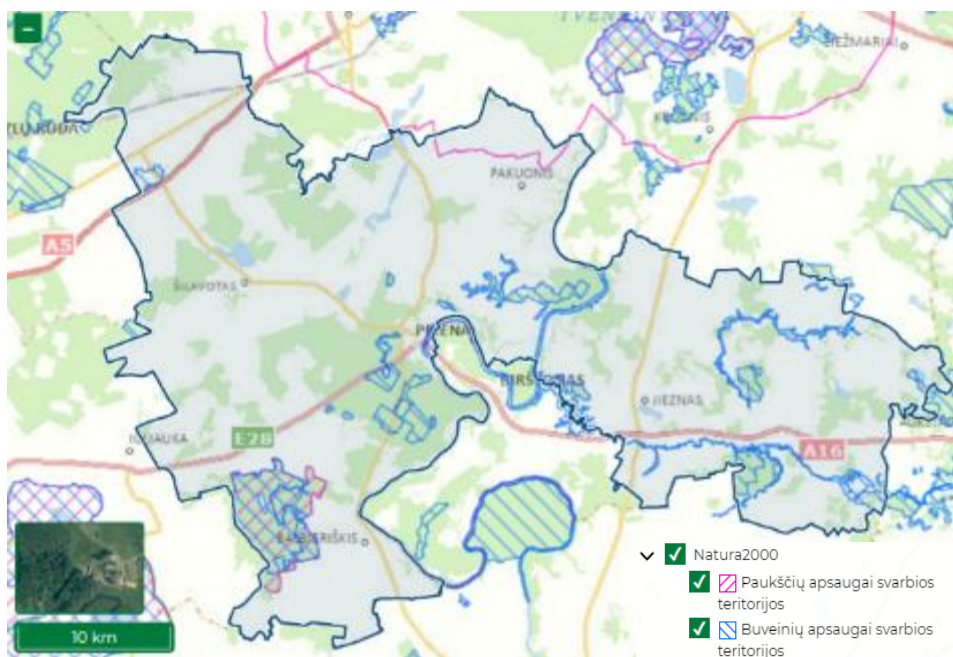 –
ŽIEŽMARIAI
A5
PAKUONIS
ŠILAVOTAS
PRIENAI
BIRŠTONAS
JIEZNAS
E28
A16
BALBIERIŠKIS
10 km
Natura2000
Paukščių apsaugai svarbios
teritorijos
Buveinių apsaugai svarbios
teritorijos